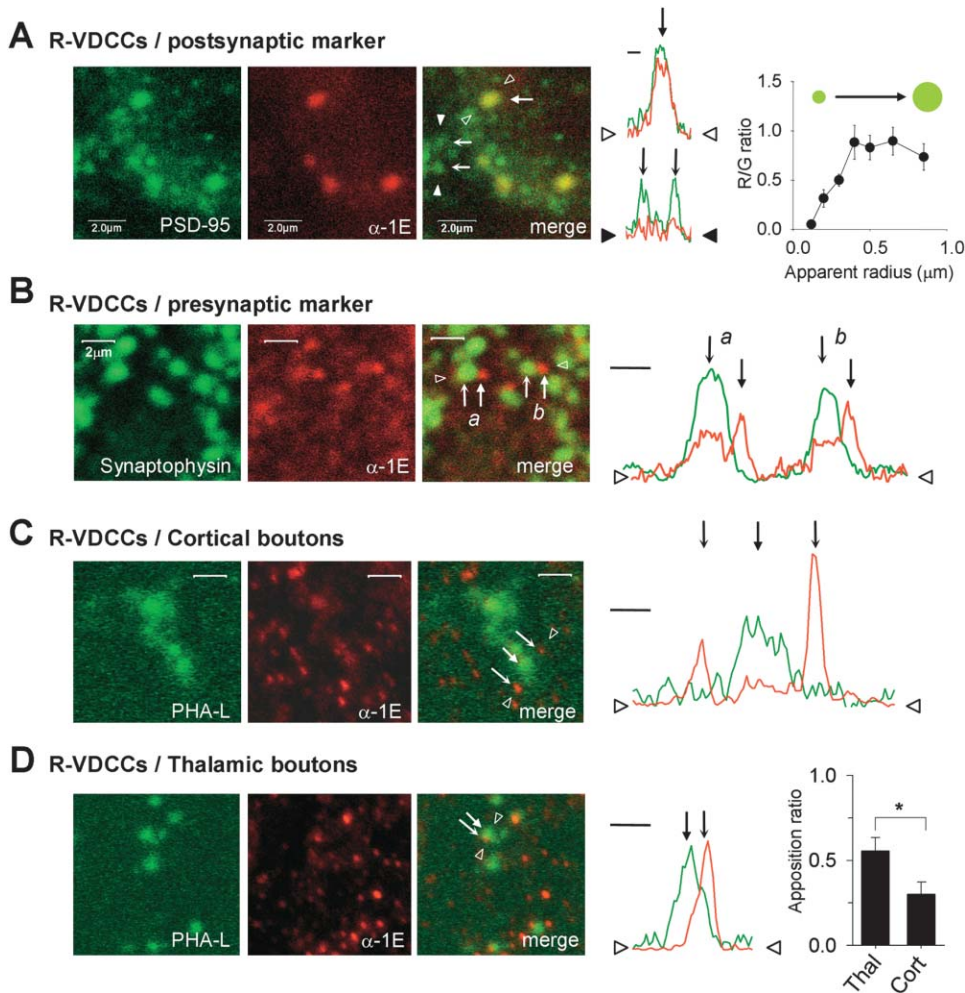 A R-VDCCs / postsynaptic marker
PSD-95
2.0μm
α-1E
2.0μm
merge
2.0μm
R/G ratio
1.5
1.0
0.5
0
0.0 0.5 1.0
Apparent radius (μm)
B R-VDCCs / presynaptic marker
2μm
Synaptophysin
α-1E
a b
merge
a b
C R-VDCCs / Cortical boutons
PHA-L
α-1E
merge
D R-VDCCs / Thalamic boutons
PHA-L
α-1E
merge
Apposition ratio
1.0
0.5
0.0
*
Thal
Cort